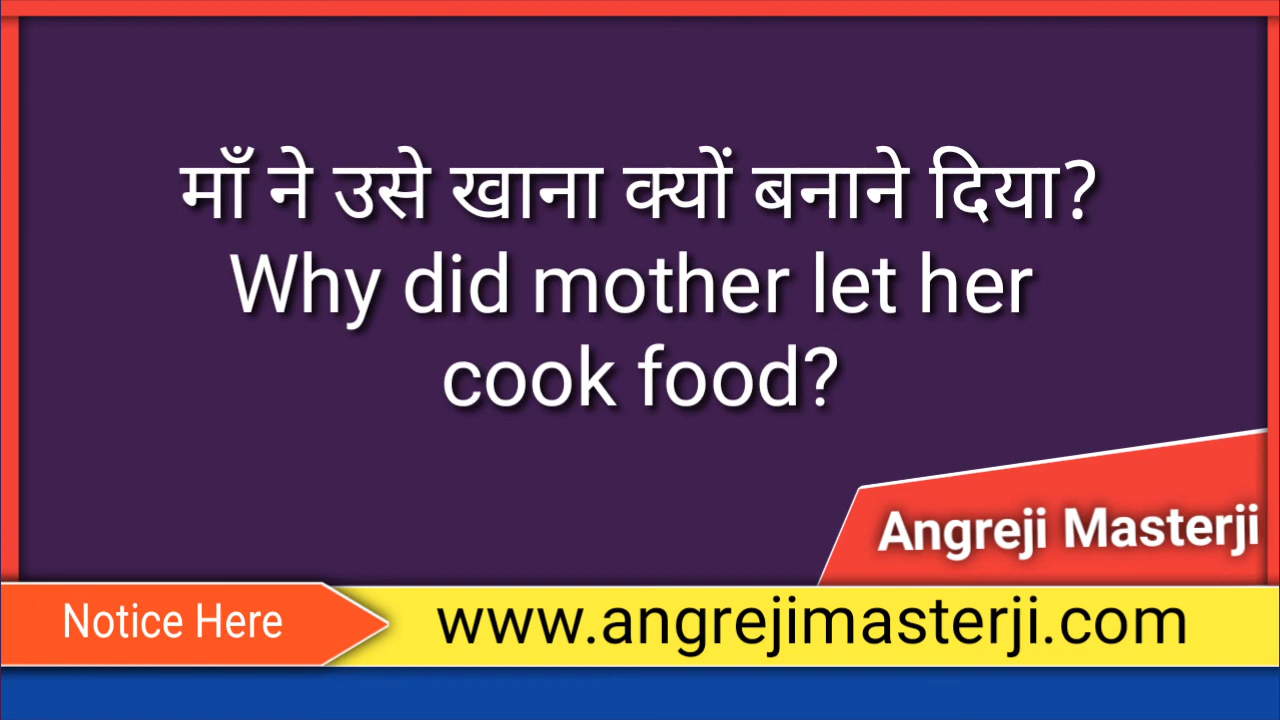 माँ ने उसे खाना क्यों बनाने दिया?
Why did mother let her
cook food?
Angreji Masterji
Notice Here
www.angrejimasterji.com